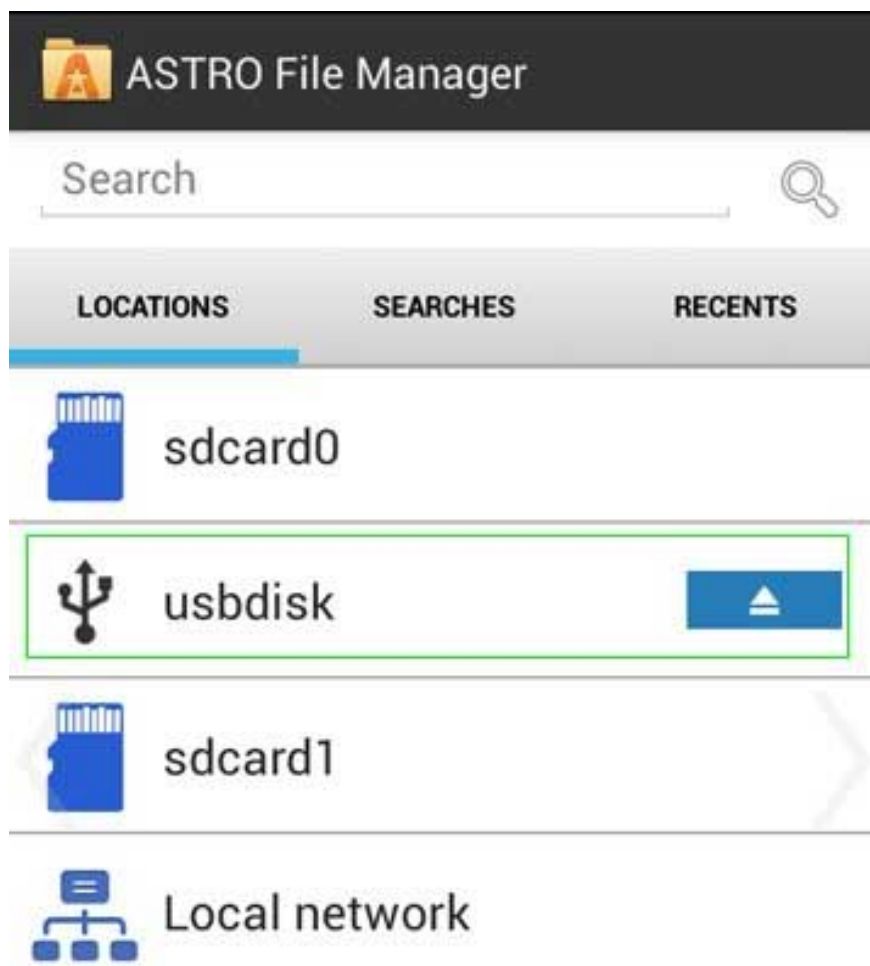 ASTRO File Manager
Search
LOCATIONS SEARCHES RECENTS
sdcard0
usbdisk
sdcard1
Local network